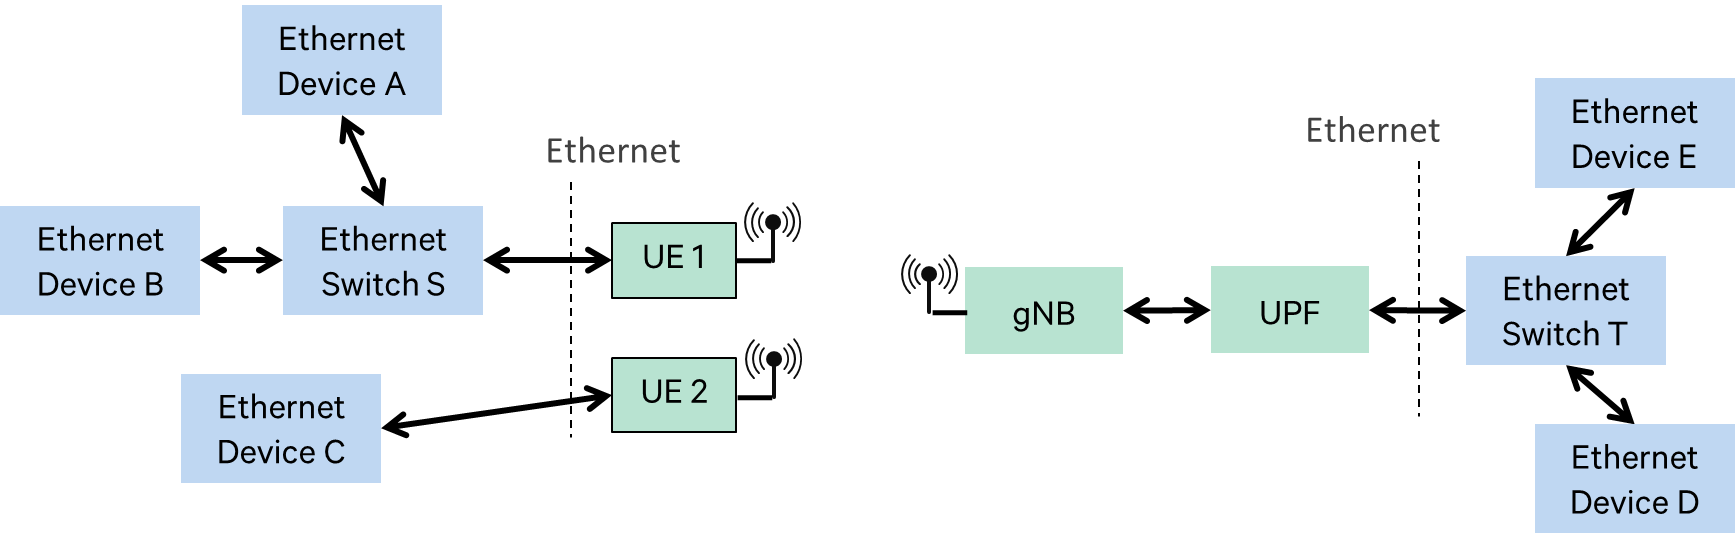 Ethernet
Device A
Ethernet
Device B
Ethernet
Switch S
Ethernet
UE 1
Ethernet
Device C
UE 2
gNB
UPF
Ethernet
Ethernet
Switch T
Ethernet
Device E
Ethernet
Device D